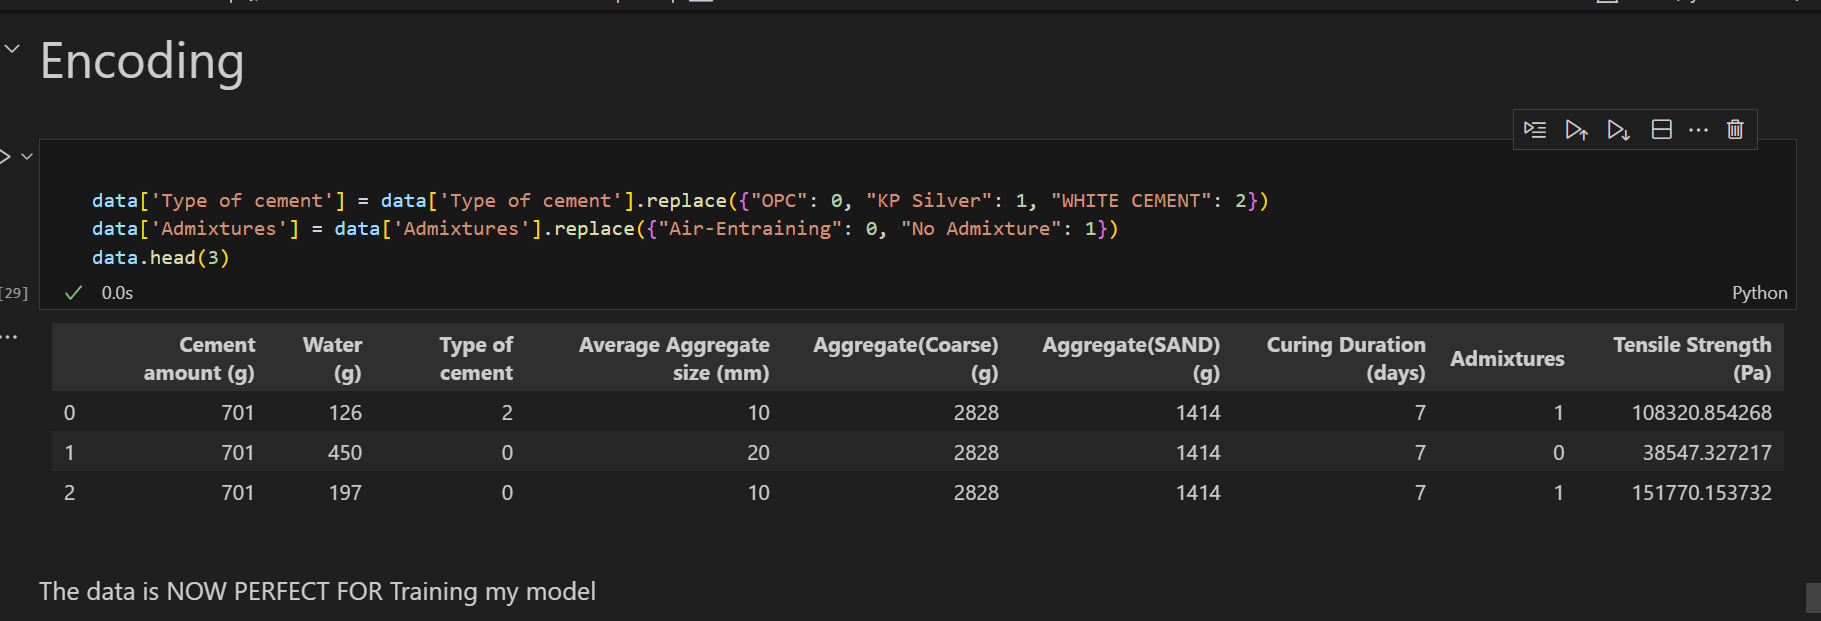 Encoding
data['Type of cement'] = data['Type of cement'].replace({"OPC": 0, "KP Silver": 1, "WHITE CEMENT": 2})
data['Admixtures'] = data['Admixtures'].replace({"Air-Entraining": 0, "No Admixture": 1})
data.head(3)
[29] 0.0s Python
Cement Water Type of Average Aggregate Aggregate(Coarse) Aggregate(SAND) Curing Duration Admixtures Tensile Strength
amount (g) (g) cement size (mm) (g) (g) (days) (Pa)
0 701 126 2 10 2828 1414 7 1 108320.854268
1 701 450 0 20 2828 1414 7 0 38547.327217
2 701 197 0 10 2828 1414 7 1 151770.153732
The data is NOW PERFECT FOR Training my model